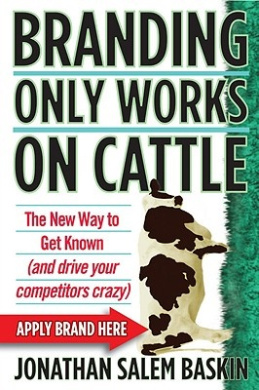 BRANDING
ONLY WORKS
ON CATTLE
The New Way to
Get Known
(and drive your
competitors crazy)
APPLY BRAND HERE
JONATHAN SALEM BASKIN